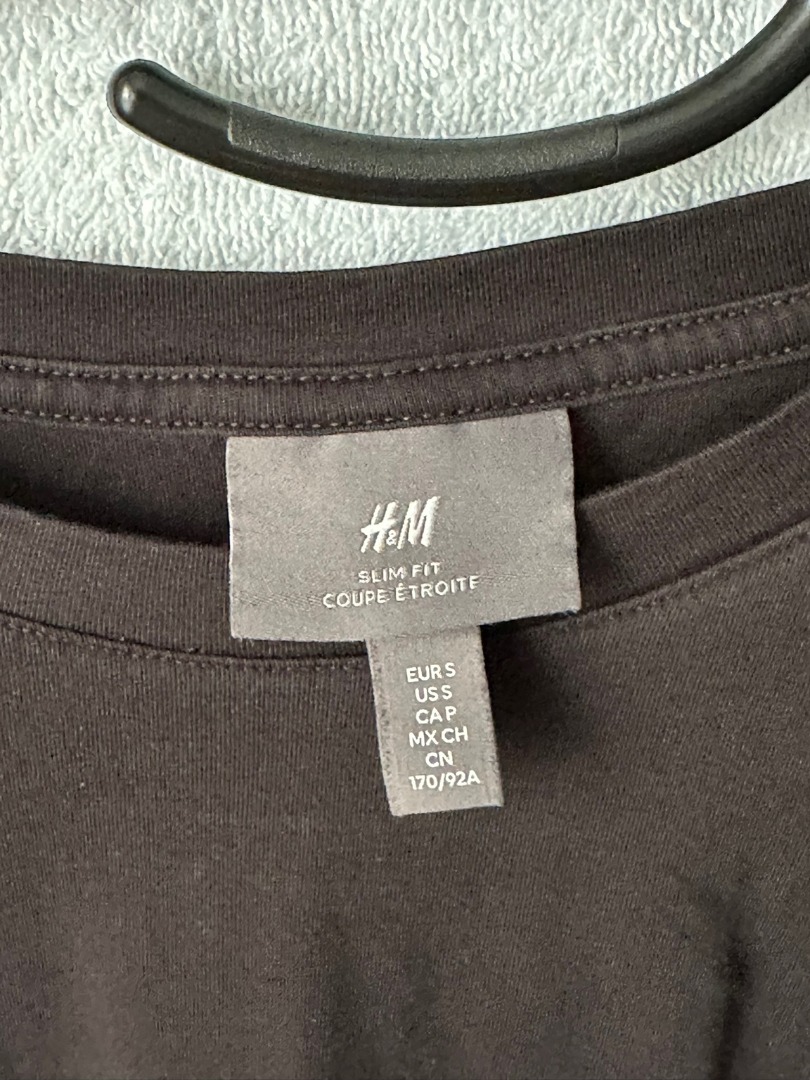 H&M
SLIM FIT
COUPE ÉTROITE
EUR S
US S
CA P
MX CH
CN
170/92A